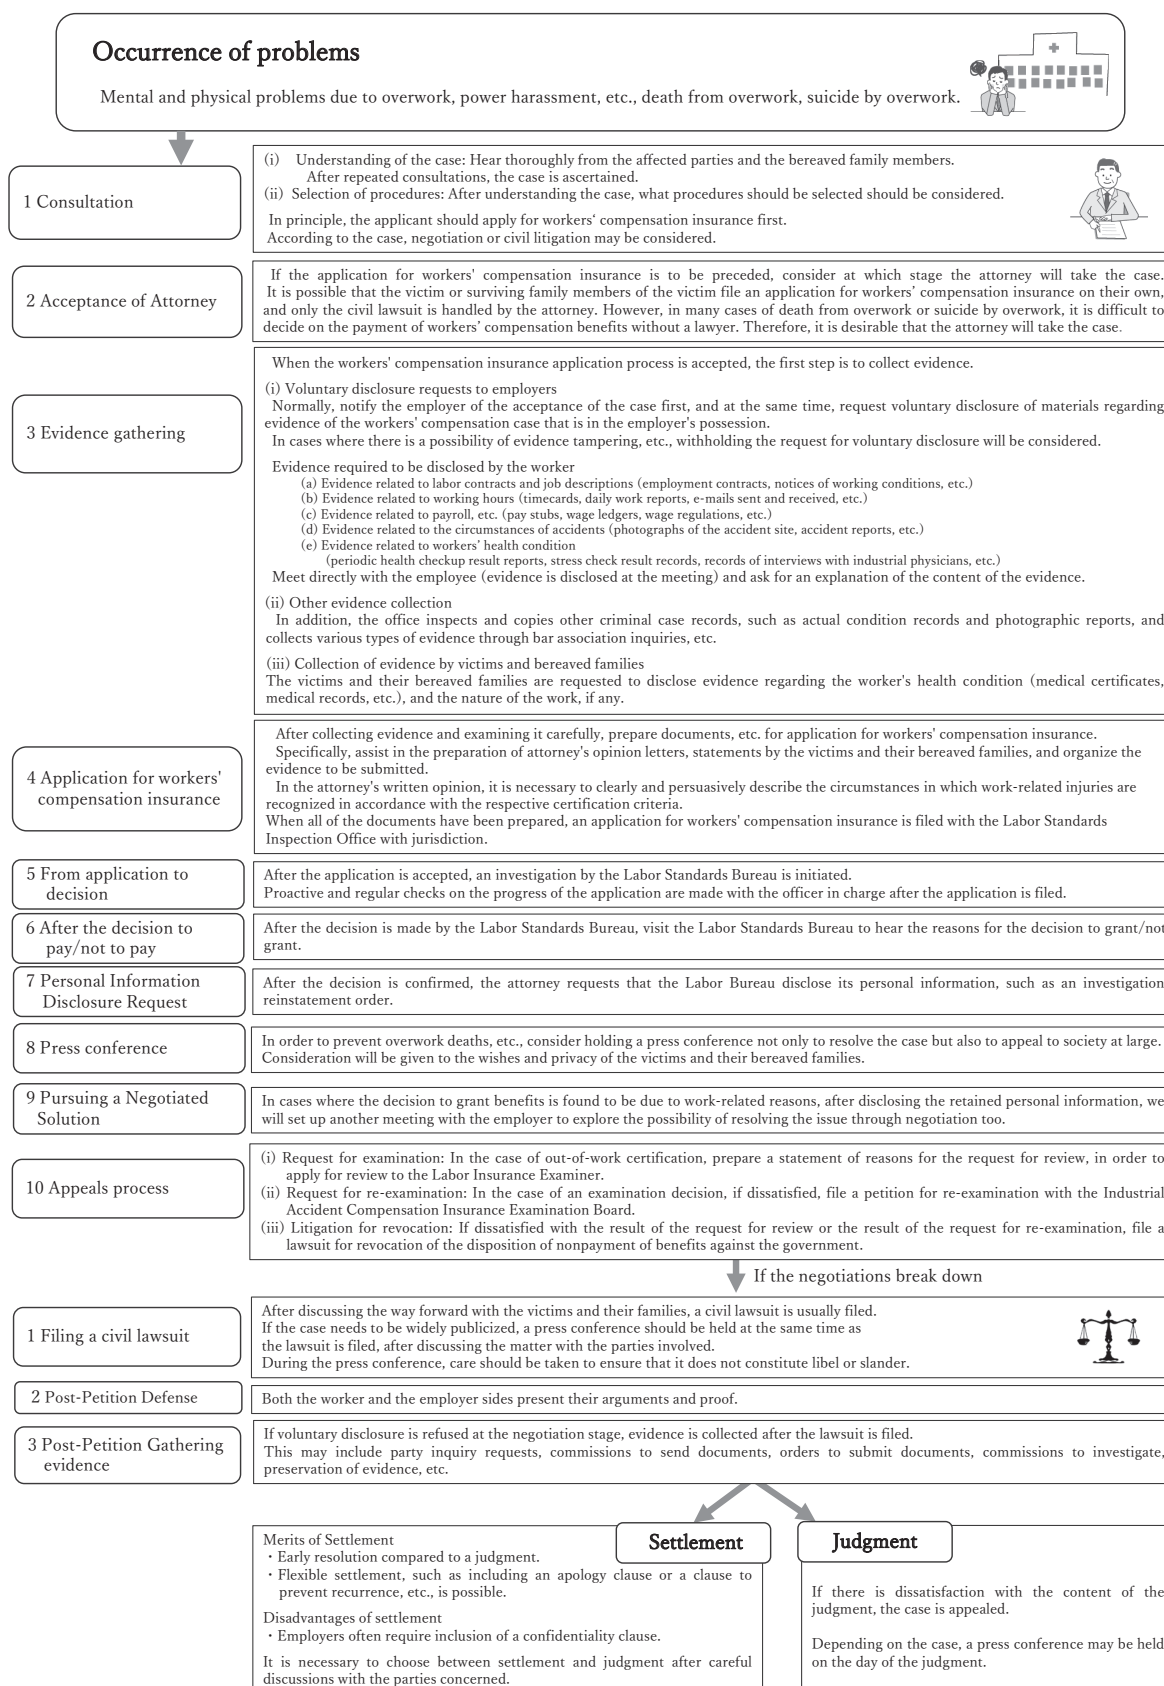 Occurrence of problems
Mental and physical problems due to overwork, power harassment, etc., death from overwork, suicide by overwork.
1 Consultation
(i) Understanding of the case: Hear thoroughly from the affected parties and the bereaved family members.
After repeated consultations, the case is ascertained.
(ii) Selection of procedures: After understanding the case, what procedures should be selected should be considered.
In principle, the applicant should apply for workers‘ compensation insurance first.
According to the case, negotiation or civil litigation may be considered.
2 Acceptance of Attorney
If the application for workers' compensation insurance is to be preceded, consider at which stage the attorney will take the case.
It is possible that the victim or surviving family members of the victim file an application for workers’ compensation insurance on their own,
and only the civil lawsuit is handled by the attorney. However, in many cases of death from overwork or suicide by overwork, it is difficult to
decide on the payment of workers’ compensation benefits without a lawyer. Therefore, it is desirable that the attorney will take the case.
3 Evidence gathering
When the workers' compensation insurance application process is accepted, the first step is to collect evidence.
(i) Voluntary disclosure requests to employers
Normally, notify the employer of the acceptance of the case first, and at the same time, request voluntary disclosure of materials regarding
evidence of the workers' compensation case that is in the employer's possession.
In cases where there is a possibility of evidence tampering, etc., withholding the request for voluntary disclosure will be considered.
Evidence required to be disclosed by the worker
(a) Evidence related to labor contracts and job descriptions (employment contracts, notices of working conditions, etc.)
(b) Evidence related to working hours (timecards, daily work reports, e-mails sent and received, etc.)
(c) Evidence related to payroll, etc. (pay stubs, wage ledgers, wage regulations, etc.)
(d) Evidence related to the circumstances of accidents (photographs of the accident site, accident reports, etc.)
(e) Evidence related to workers’ health condition
(periodic health checkup result reports, stress check result records, records of interviews with industrial physicians, etc.)
Meet directly with the employee (evidence is disclosed at the meeting) and ask for an explanation of the content of the evidence.
(ii) Other evidence collection
In addition, the office inspects and copies other criminal case records, such as actual condition records and photographic reports, and
collects various types of evidence through bar association inquiries, etc.
(iii) Collection of evidence by victims and bereaved families
The victims and their bereaved families are requested to disclose evidence regarding the worker's health condition (medical certificates,
medical records, etc.), and the nature of the work, if any.
4 Application for workers'
compensation insurance
After collecting evidence and examining it carefully, prepare documents, etc. for application for workers' compensation insurance.
Specifically, assist in the preparation of attorney's opinion letters, statements by the victims and their bereaved families, and organize the
evidence to be submitted.
In the attorney's written opinion, it is necessary to clearly and persuasively describe the circumstances in which work-related injuries are
recognized in accordance with the respective certification criteria.
When all of the documents have been prepared, an application for workers' compensation insurance is filed with the Labor Standards
Inspection Office with jurisdiction.
5 From application to
decision
After the application is accepted, an investigation by the Labor Standards Bureau is initiated.
Proactive and regular checks on the progress of the application are made with the officer in charge after the application is filed.
6 After the decision to
pay/not to pay
After the decision is made by the Labor Standards Bureau, visit the Labor Standards Bureau to hear the reasons for the decision to grant/not
grant.
7 Personal Information
Disclosure Request
After the decision is confirmed, the attorney requests that the Labor Bureau disclose its personal information, such as an investigation
reinstatement order.
8 Press conference
In order to prevent overwork deaths, etc., consider holding a press conference not only to resolve the case but also to appeal to society at large.
Consideration will be given to the wishes and privacy of the victims and their bereaved families.
9 Pursuing a Negotiated
Solution
In cases where the decision to grant benefits is found to be due to work-related reasons, after disclosing the retained personal information, we
will set up another meeting with the employer to explore the possibility of resolving the issue through negotiation too.
10 Appeals process
(i) Request for examination: In the case of out-of-work certification, prepare a statement of reasons for the request for review, in order to
apply for review to the Labor Insurance Examiner.
(ii) Request for re-examination: In the case of an examination decision, if dissatisfied, file a petition for re-examination with the Industrial
Accident Compensation Insurance Examination Board.
(iii) Litigation for revocation: If dissatisfied with the result of the request for review or the result of the request for re-examination, file a
lawsuit for revocation of the disposition of nonpayment of benefits against the government.
If the negotiations break down
1 Filing a civil lawsuit
After discussing the way forward with the victims and their families, a civil lawsuit is usually filed.
If the case needs to be widely publicized, a press conference should be held at the same time as
the lawsuit is filed, after discussing the matter with the parties involved.
During the press conference, care should be taken to ensure that it does not constitute libel or slander.
2 Post-Petition Defense
Both the worker and the employer sides present their arguments and proof.
3 Post-Petition Gathering
evidence
If voluntary disclosure is refused at the negotiation stage, evidence is collected after the lawsuit is filed.
This may include party inquiry requests, commissions to send documents, orders to submit documents, commissions to investigate,
preservation of evidence, etc.
Settlement
Merits of Settlement
・Early resolution compared to a judgment.
・Flexible settlement, such as including an apology clause or a clause to
prevent recurrence, etc., is possible.
Disadvantages of settlement
・Employers often require inclusion of a confidentiality clause.
It is necessary to choose between settlement and judgment after careful
discussions with the parties concerned.
Judgment
If there is dissatisfaction with the content of the
judgment, the case is appealed.
Depending on the case, a press conference may be held
on the day of the judgment.